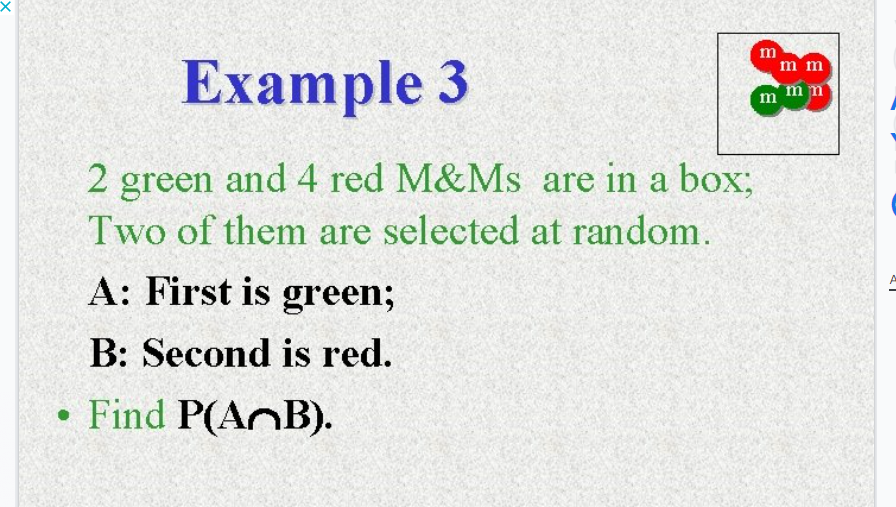 Example 3
m
m m
m m m
2 green and 4 red M&Ms are in a box;
Two of them are selected at random.
A: First is green;
B: Second is red.
• Find P(A∩B).